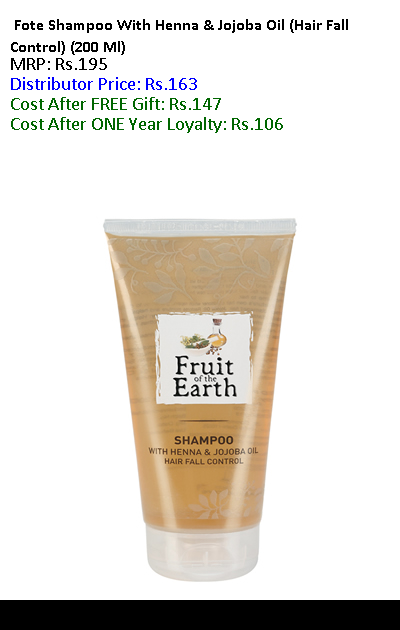 Fote Shampoo With Henna & Jojoba Oil (Hair Fall
Control) (200 Ml)
MRP: Rs.195
Distributor Price: Rs.163
Cost After FREE Gift: Rs.147
Cost After ONE Year Loyalty: Rs.106
Fruit
of the
Earth
SHAMPOO
WITH HENNA & JOJOBA OIL
HAIR FALL CONTROL